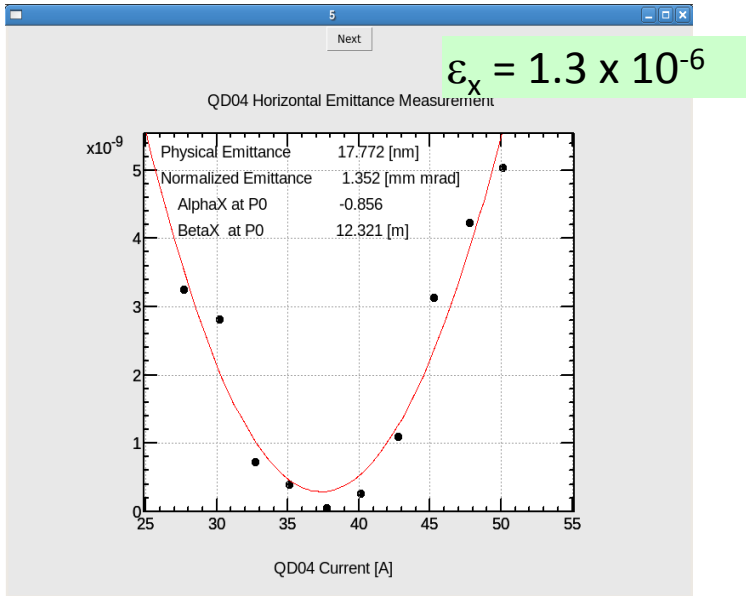 5
Next
εx = 1.3 x 10-6
QD04 Horizontal Emittance Measurement
x10-9
Physical Emittance 17.772 [nm]
Normalized Emittance 1.352 [mm mrad]
AlphaX at P0 -0.856
BetaX at P0 12.321 [m]
5
4
3
2
1
0
25 30 35 40 45 50 55
QD04 Current [A]